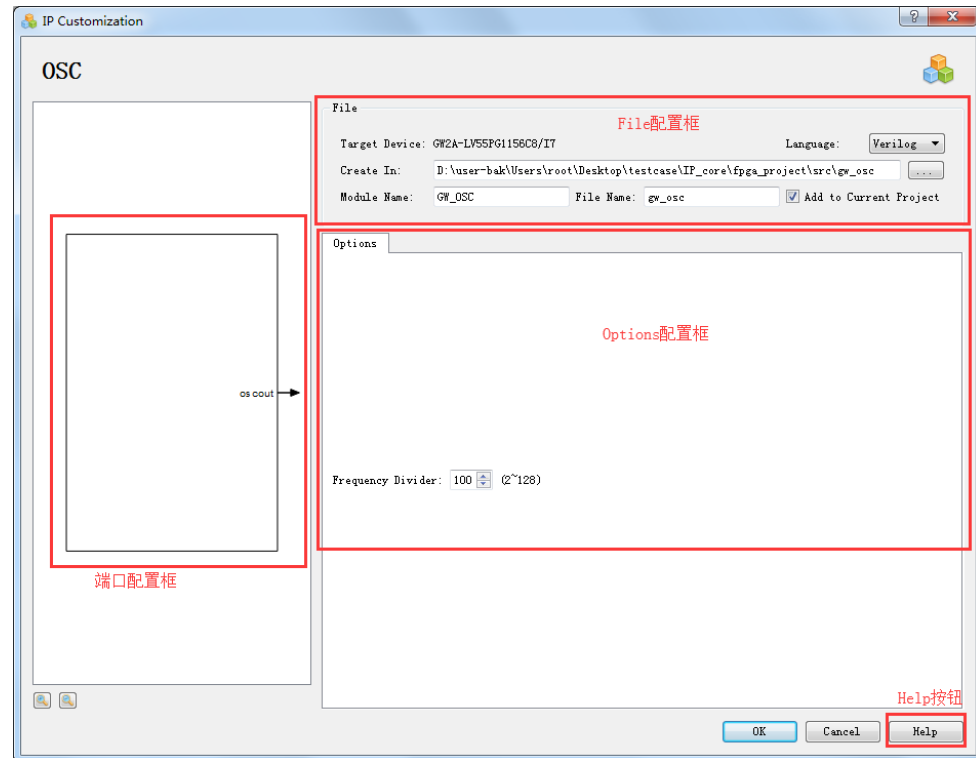 IP Customization
OSC
File
File配置框
Target Device: GW2A-LV55PG1156C8/I7 Language: Verilog
Create In: D:\user-bak\Users\root\Desktop\testcase\IP_core\fpga_project\src\gw_osc ...
Module Name: GW_OSC File Name: gw_osc Add to Current Project
Options
Options配置框
oscout
Frequency Divider: 100 (2~128)
端口配置框
Help按钮
OK Cancel Help